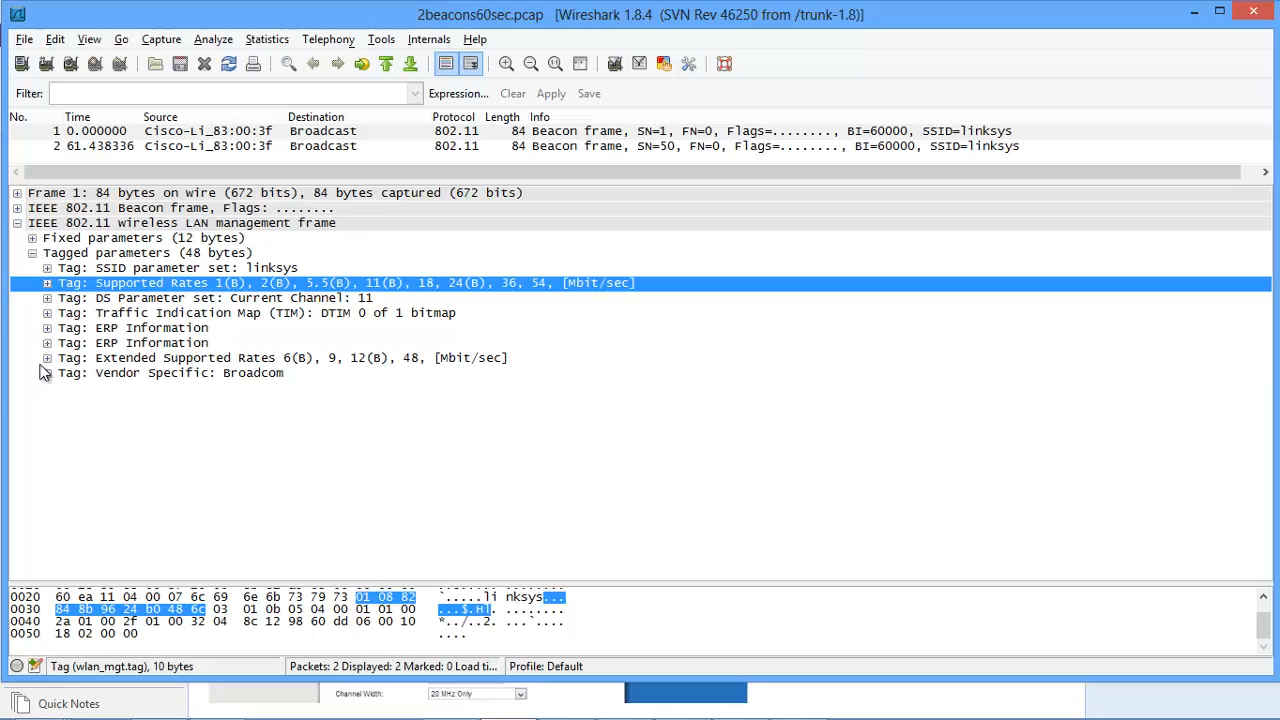 2beacons60sec.pcap [Wireshark 1.8.4 (SVN Rev 46250 from /trunk-1.8)]
File Edit View Go Capture Analyze Statistics Telephony Tools Internals Help
Filter: Expression... Clear Apply Save
No. Time Source Destination Protocol Length Info
1 0.000000 Cisco-Li_83:00:3f Broadcast 802.11 84 Beacon frame, SN=1, FN=0, Flags=........, BI=60000, SSID=linksys
2 61.438336 Cisco-Li_83:00:3f Broadcast 802.11 84 Beacon frame, SN=50, FN=0, Flags=........, BI=60000, SSID=linksys
Frame 1: 84 bytes on wire (672 bits), 84 bytes captured (672 bits)
IEEE 802.11 Beacon frame, Flags: ........
IEEE 802.11 wireless LAN management frame
Fixed parameters (12 bytes)
Tagged parameters (48 bytes)
Tag: SSID parameter set: linksys
Tag: Supported Rates 1(B), 2(B), 5.5(B), 11(B), 18, 24(B), 36, 54, [Mbit/sec]
Tag: DS Parameter set: Current Channel: 11
Tag: Traffic Indication Map (TIM): DTIM 0 of 1 bitmap
Tag: ERP Information
Tag: ERP Information
Tag: Extended Supported Rates 6(B), 9, 12(B), 48, [Mbit/sec]
Tag: Vendor Specific: Broadcom
0020 60 ea 11 04 00 07 6c 69 6e 6b 73 79 73 01 08 82 `.....li nksys...
0030 84 8b 96 24 b0 48 6c 03 01 0b 05 04 00 01 01 00 ...$.Hl. ........
0040 2a 01 00 2f 01 00 32 04 8c 12 98 60 dd 06 00 10 *../..2. ...`....
0050 18 02 00 00 ....
Tag (wlan_mgt.tag), 10 bytes Packets: 2 Displayed: 2 Marked: 0 Load ti... Profile: Default
Quick Notes Channel Width: 20 MHz Only